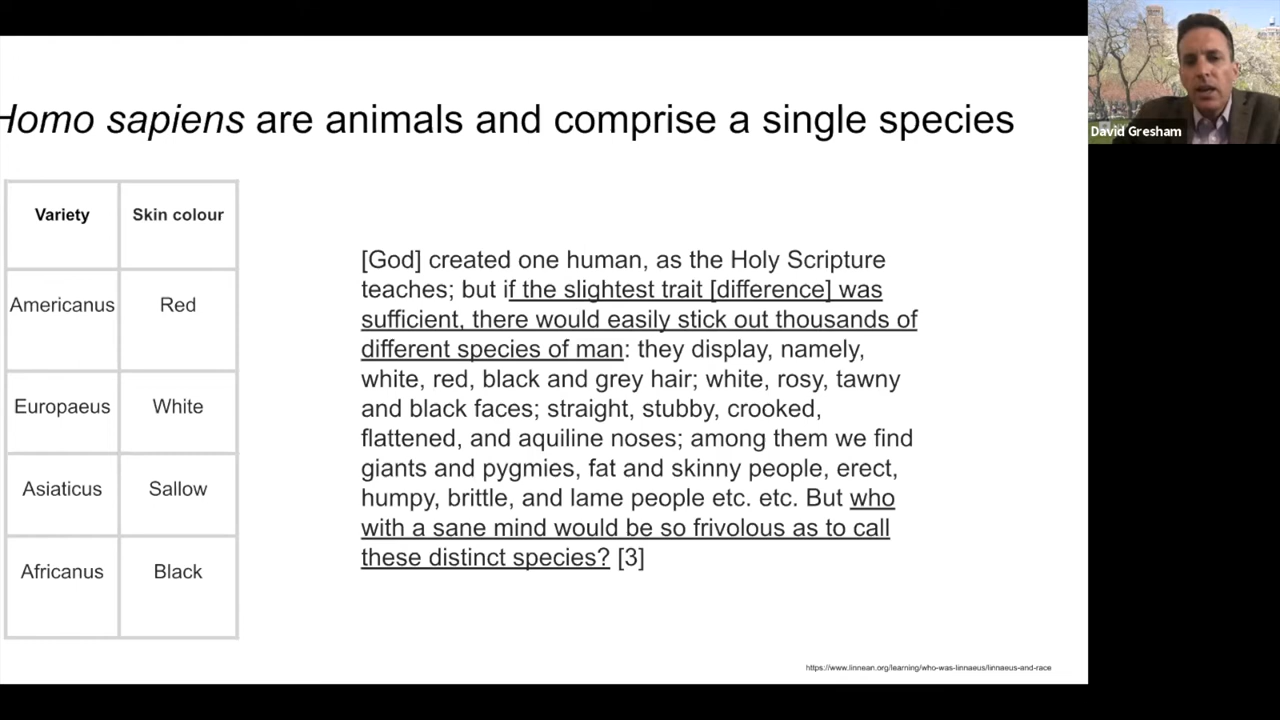 Homo sapiens are animals and comprise a single species
Variety Skin colour
Americanus Red
Europaeus White
Asiaticus Sallow
Africanus Black
[God] created one human, as the Holy Scripture
teaches; but if the slightest trait [difference] was
sufficient, there would easily stick out thousands of
different species of man: they display, namely,
white, red, black and grey hair; white, rosy, tawny
and black faces; straight, stubby, crooked,
flattened, and aquiline noses; among them we find
giants and pygmies, fat and skinny people, erect,
humpy, brittle, and lame people etc. etc. But who
with a sane mind would be so frivolous as to call
these distinct species? [3]
https://www.linnean.org/learning/who-was-linnaeus/linnaeus-and-race
David Gresham